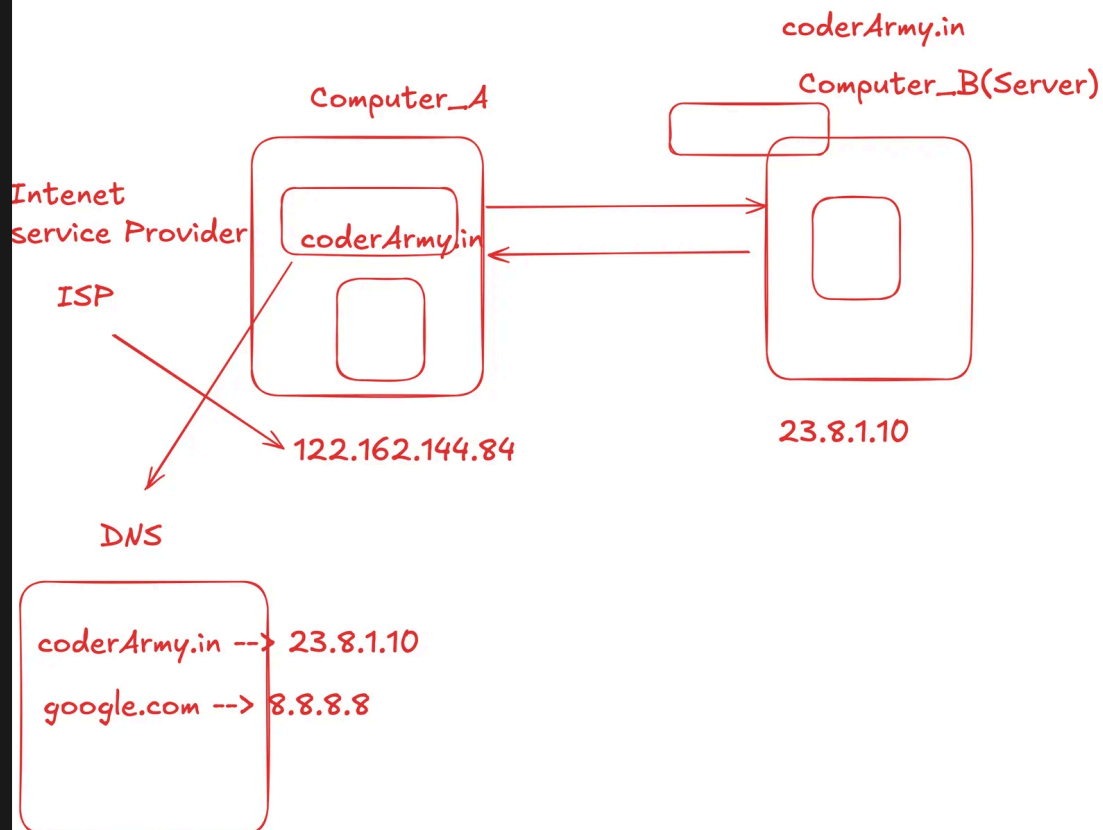 coderArmy.in
Computer_B(Server)
Computer_A
Intenet
service Provider
ISP
coderArmy.in
122.162.144.84
23.8.1.10
DNS
coderArmy.in --> 23.8.1.10
google.com --> 8.8.8.8